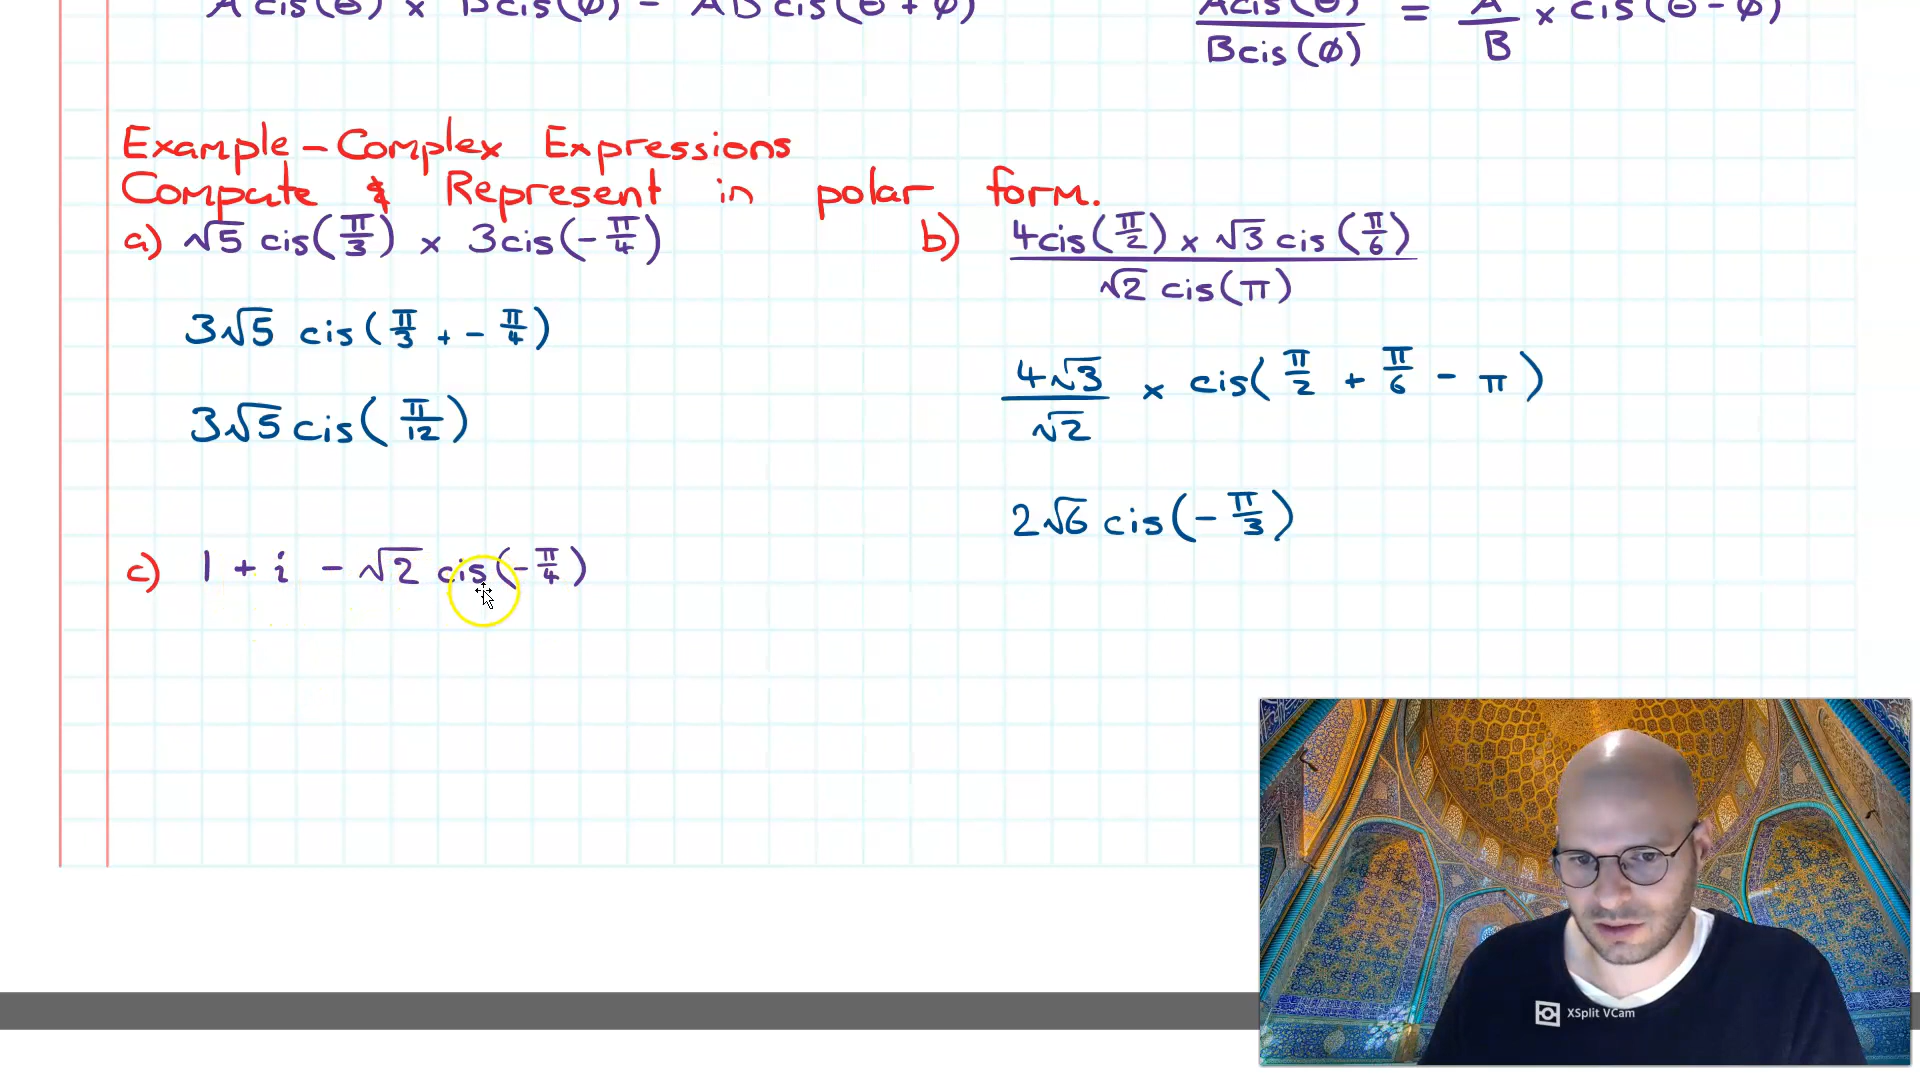 A cis(θ) × B cis(ϕ) = AB cis(θ + ϕ)
Acis(θ)/Bcis(ϕ) = A/B × cis(θ - ϕ)
Example - Complex Expressions
Compute & Represent in polar form.
a) √5 cis(π/3) × 3cis(-π/4)
3√5 cis(π/3 + - π/4)
3√5 cis(π/12)
b) 4cis(π/2) × √3 cis(π/6) / √2 cis(π)
4√3/√2 × cis(π/2 + π/6 - π)
2√6 cis(-π/3)
c) 1 + i - √2 cis(-π/4)
XSplit VCam